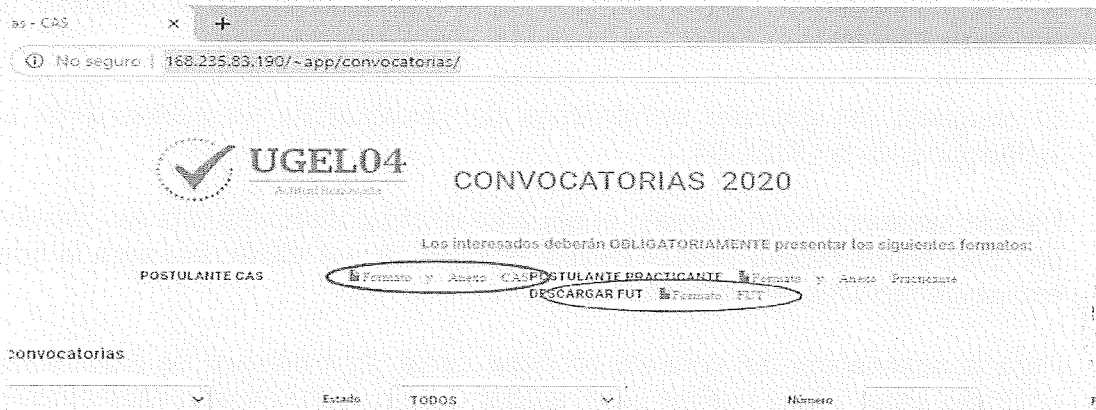 as - CAS × +
No seguro | 168.235.83.190/~app/convocatorias/
UGEL04
CONVOCATORIAS 2020
Los interesados deberán OBLIGATORIAMENTE presentar los siguientes formatos:
POSTULANTE CAS Formato y Anexo CAS POSTULANTE PRACTICANTE Formato y Anexo Practicante
DESCARGAR FUT Formato FUT
convocatorias
Estado TODOS Número